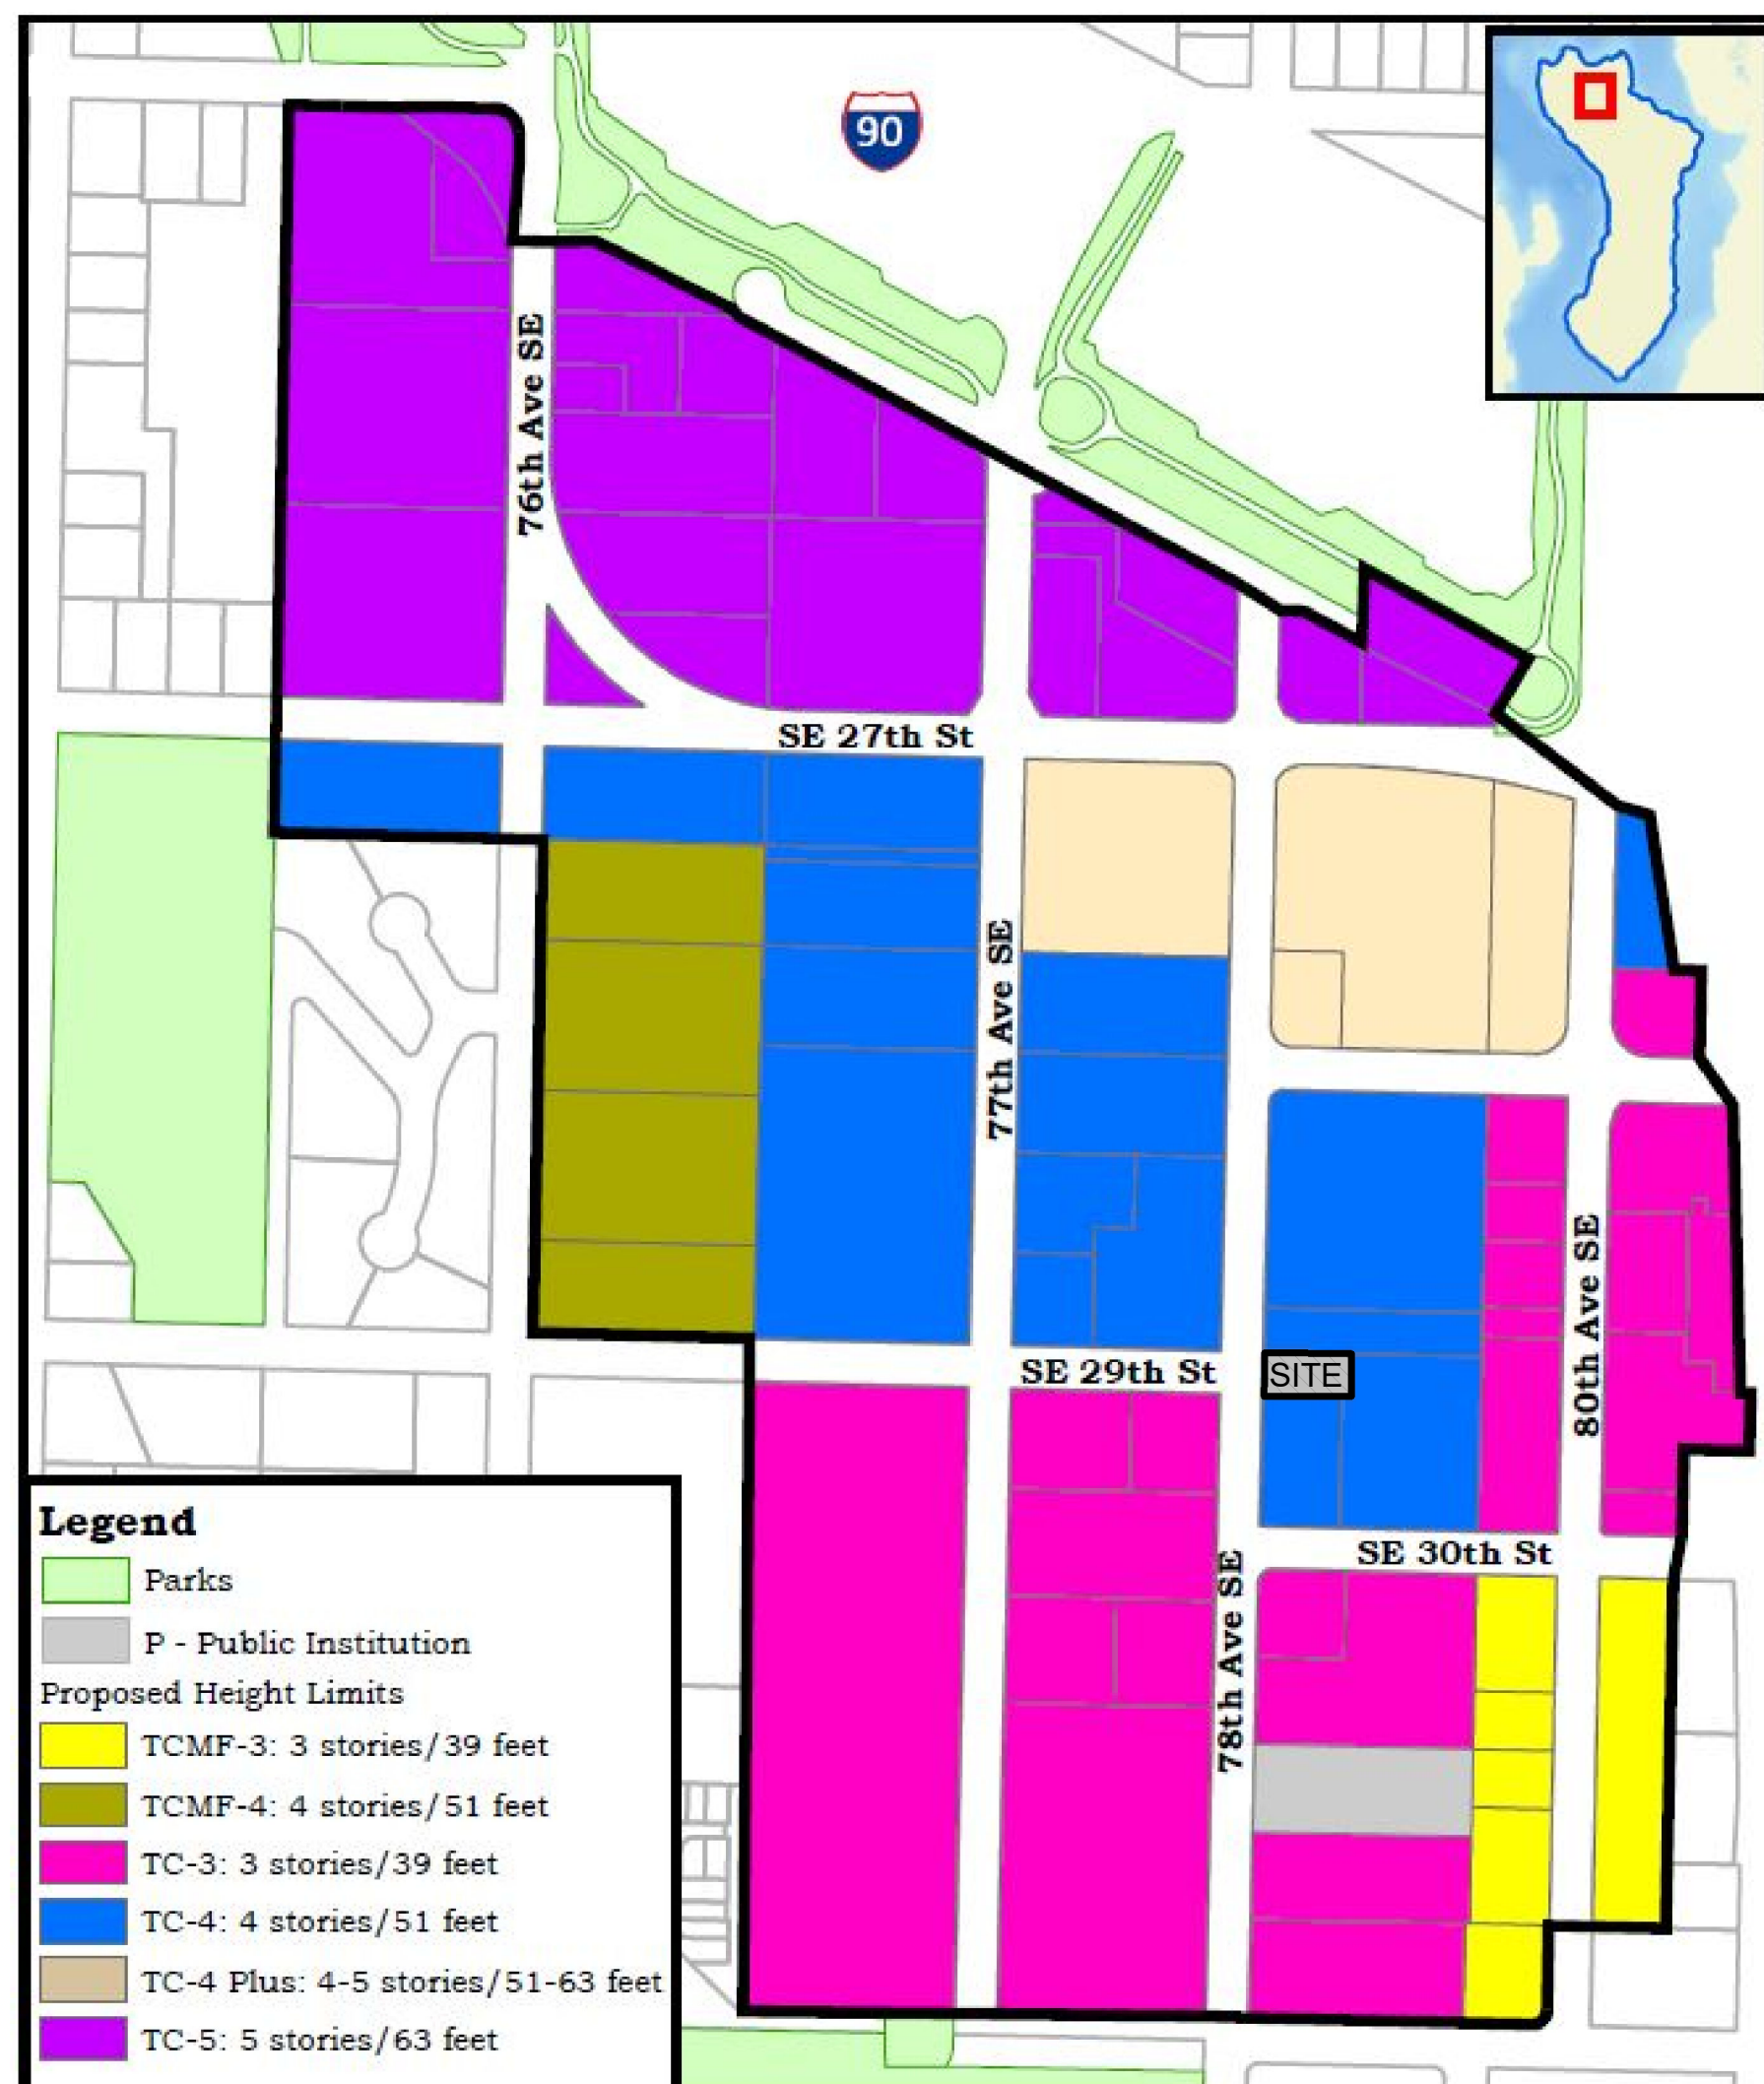 90
76th Ave SE
SE 27th St
77th Ave SE
SE 29th St
SITE
80th Ave SE
SE 30th St
78th Ave SE
Legend
Parks
P - Public Institution
Proposed Height Limits
TCMF-3: 3 stories/39 feet
TCMF-4: 4 stories/51 feet
TC-3: 3 stories/39 feet
TC-4: 4 stories/51 feet
TC-4 Plus: 4-5 stories/51-63 feet
TC-5: 5 stories/63 feet